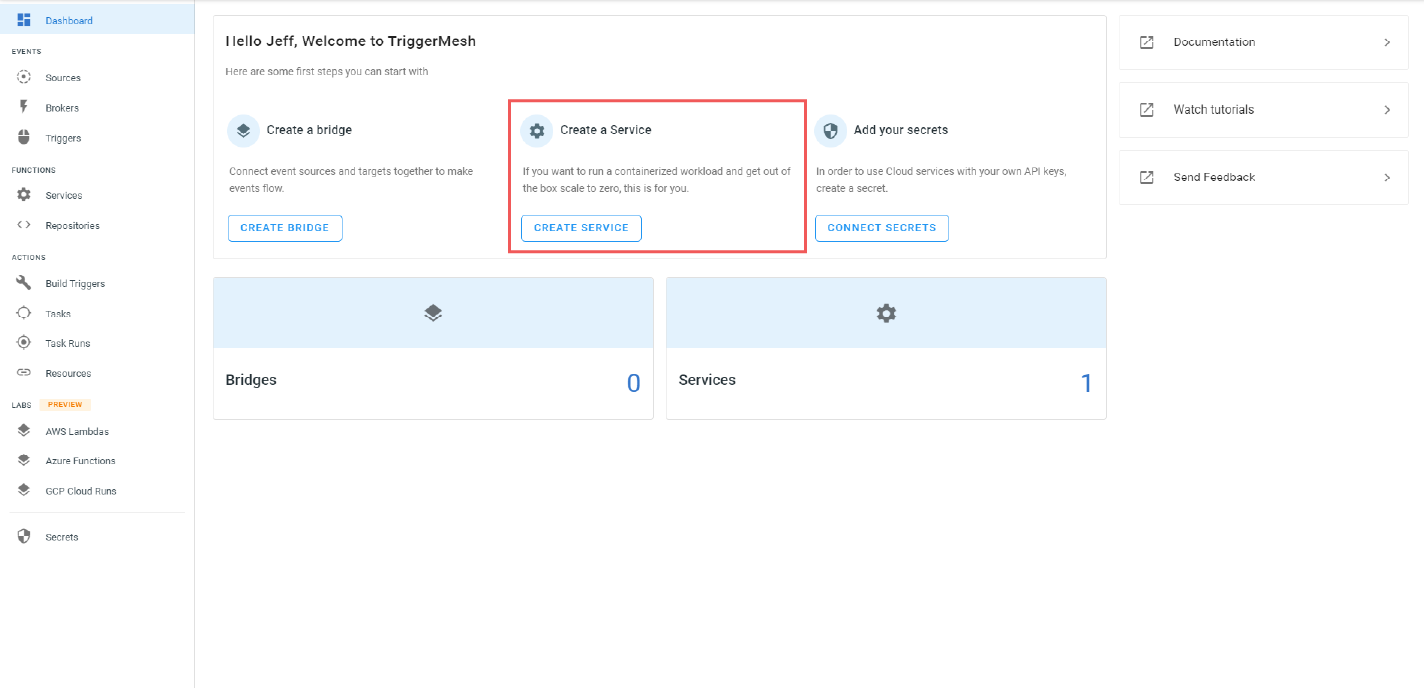 Dashboard
EVENTS
Sources
Brokers
Triggers
FUNCTIONS
Services
Repositories
ACTIONS
Build Triggers
Tasks
Task Runs
Resources
LABS PREVIEW
AWS Lambdas
Azure Functions
GCP Cloud Runs
Secrets
Hello Jeff, Welcome to TriggerMesh
Here are some first steps you can start with
Create a bridge
Connect event sources and targets together to make
events flow.
CREATE BRIDGE
Create a Service
If you want to run a containerized workload and get out of
the box scale to zero, this is for you.
CREATE SERVICE
Add your secrets
In order to use Cloud services with your own API keys,
create a secret.
CONNECT SECRETS
Bridges 0
Services 1
Documentation
Watch tutorials
Send Feedback